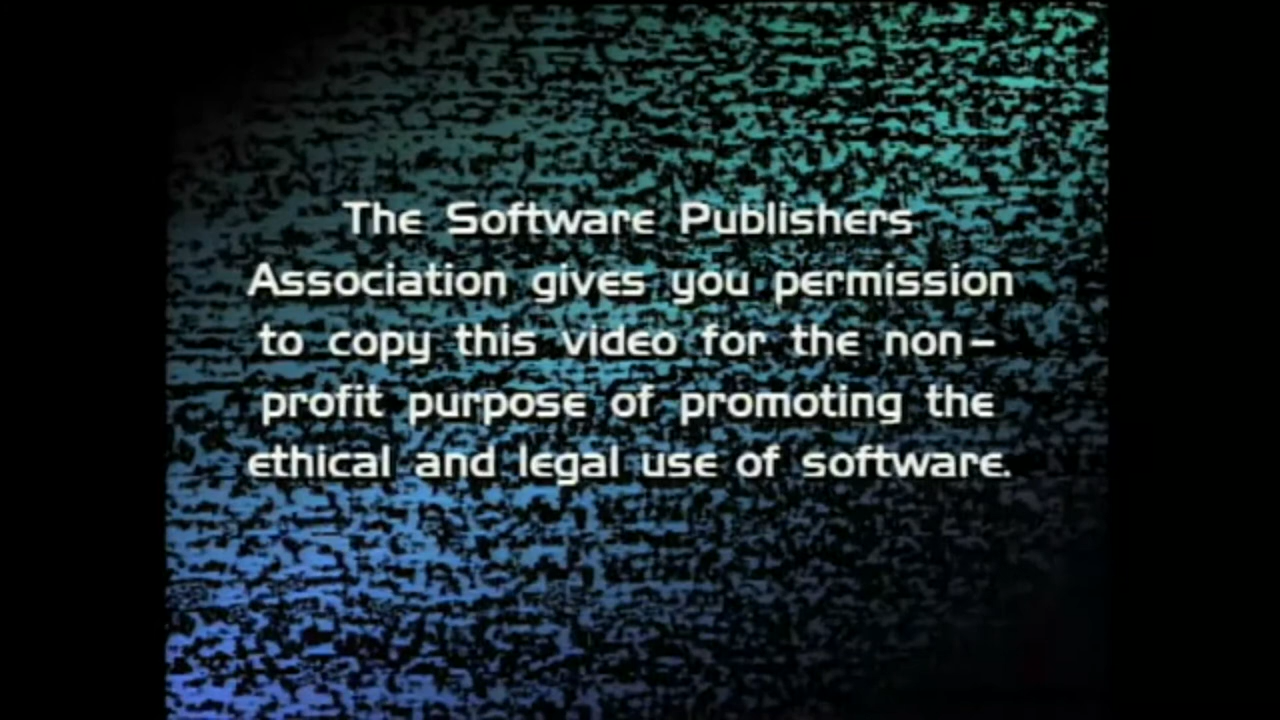 The Software Publishers
Association gives you permission
to copy this video for the non-
profit purpose of promoting the
ethical and legal use of software.